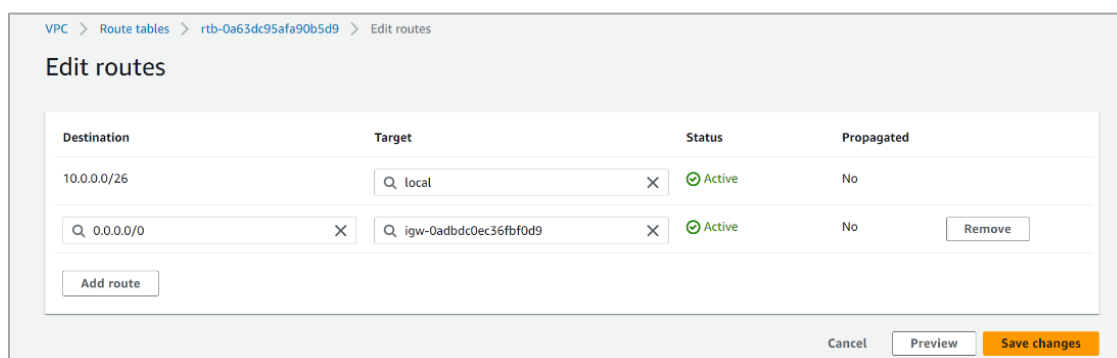 VPC > Route tables > rtb-0a63dc95afa90b5d9 > Edit routes
Edit routes
Destination Target Status Propagated
10.0.0.0/26 local Active No
0.0.0.0/0 igw-0adbdc0ec36fbf0d9 Active No Remove
Add route
Cancel Preview Save changes